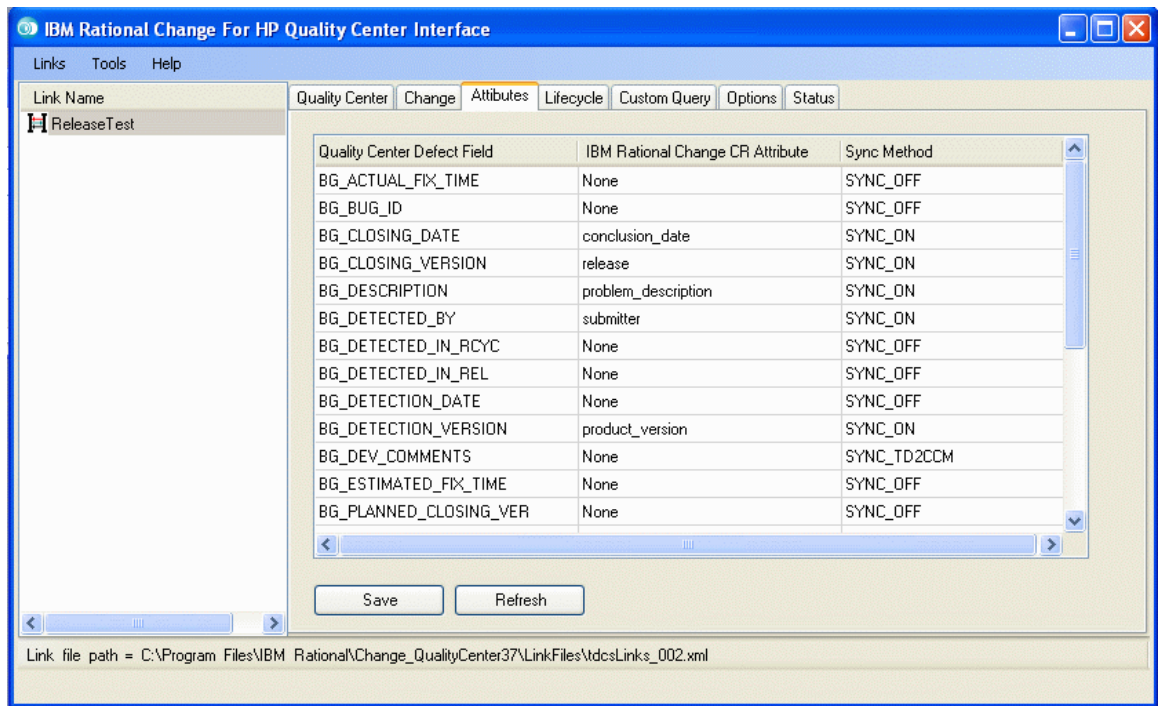 IBM Rational Change For HP Quality Center Interface
Links Tools Help
Link Name
ReleaseTest
Quality Center Change Attibutes Lifecycle Custom Query Options Status
Quality Center Defect Field IBM Rational Change CR Attribute Sync Method
BG_ACTUAL_FIX_TIME None SYNC_OFF
BG_BUG_ID None SYNC_OFF
BG_CLOSING_DATE conclusion_date SYNC_ON
BG_CLOSING_VERSION release SYNC_ON
BG_DESCRIPTION problem_description SYNC_ON
BG_DETECTED_BY submitter SYNC_ON
BG_DETECTED_IN_RCYC None SYNC_OFF
BG_DETECTED_IN_REL None SYNC_OFF
BG_DETECTION_DATE None SYNC_OFF
BG_DETECTION_VERSION product_version SYNC_ON
BG_DEV_COMMENTS None SYNC_TD2CCM
BG_ESTIMATED_FIX_TIME None SYNC_OFF
BG_PLANNED_CLOSING_VER None SYNC_OFF
Save Refresh
Link file path = C:\Program Files\IBM Rational\Change_QualityCenter37\LinkFiles\tdcsLinks_002.xml